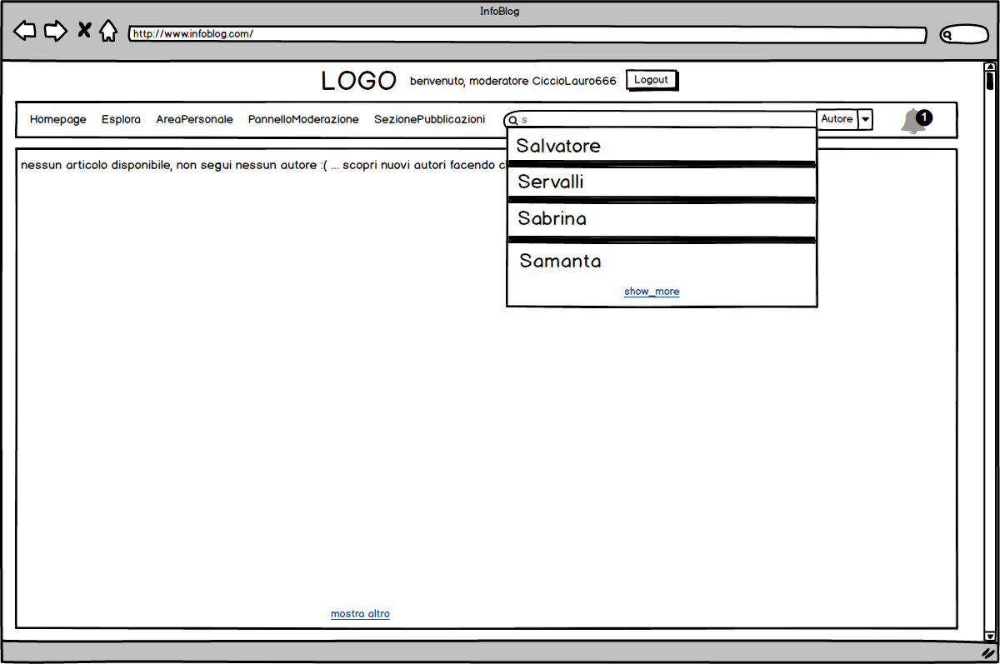 InfoBlog
http://www.infoblog.com/
LOGO benvenuto, moderatore CiccioLauro666 Logout
Homepage Esplora AreaPersonale PannelloModerazione SezionePubblicazioni s Autore 1
Salvatore
nessun articolo disponibile, non segui nessun autore :( ... scopri nuovi autori facendo
Servalli
Sabrina
Samanta
show_more
mostra altro